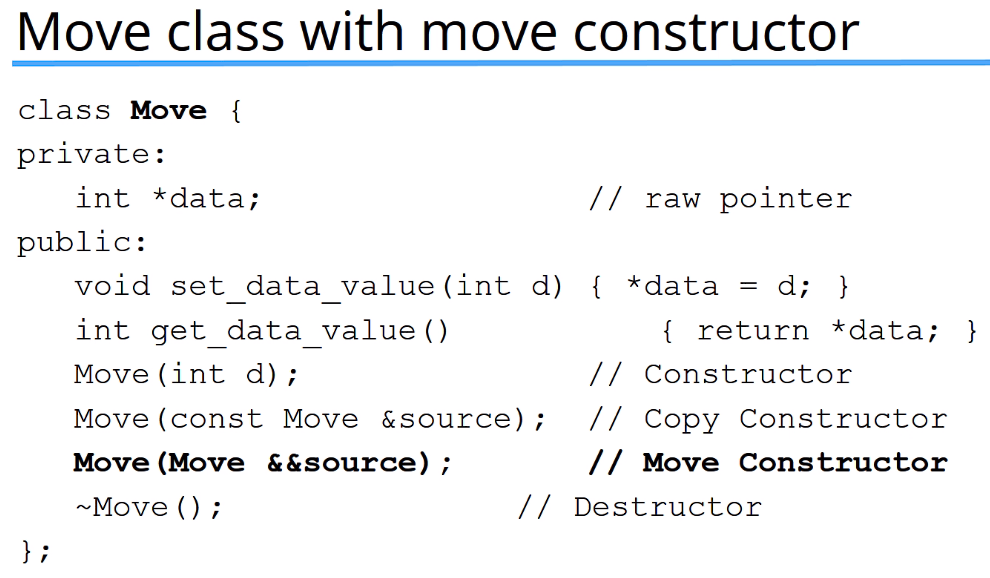 Move class with move constructor
class Move {
private:
int *data; // raw pointer
public:
void set_data_value(int d) { *data = d; }
int get_data_value() { return *data; }
Move(int d); // Constructor
Move(const Move &source); // Copy Constructor
Move(Move &&source); // Move Constructor
~Move(); // Destructor
};